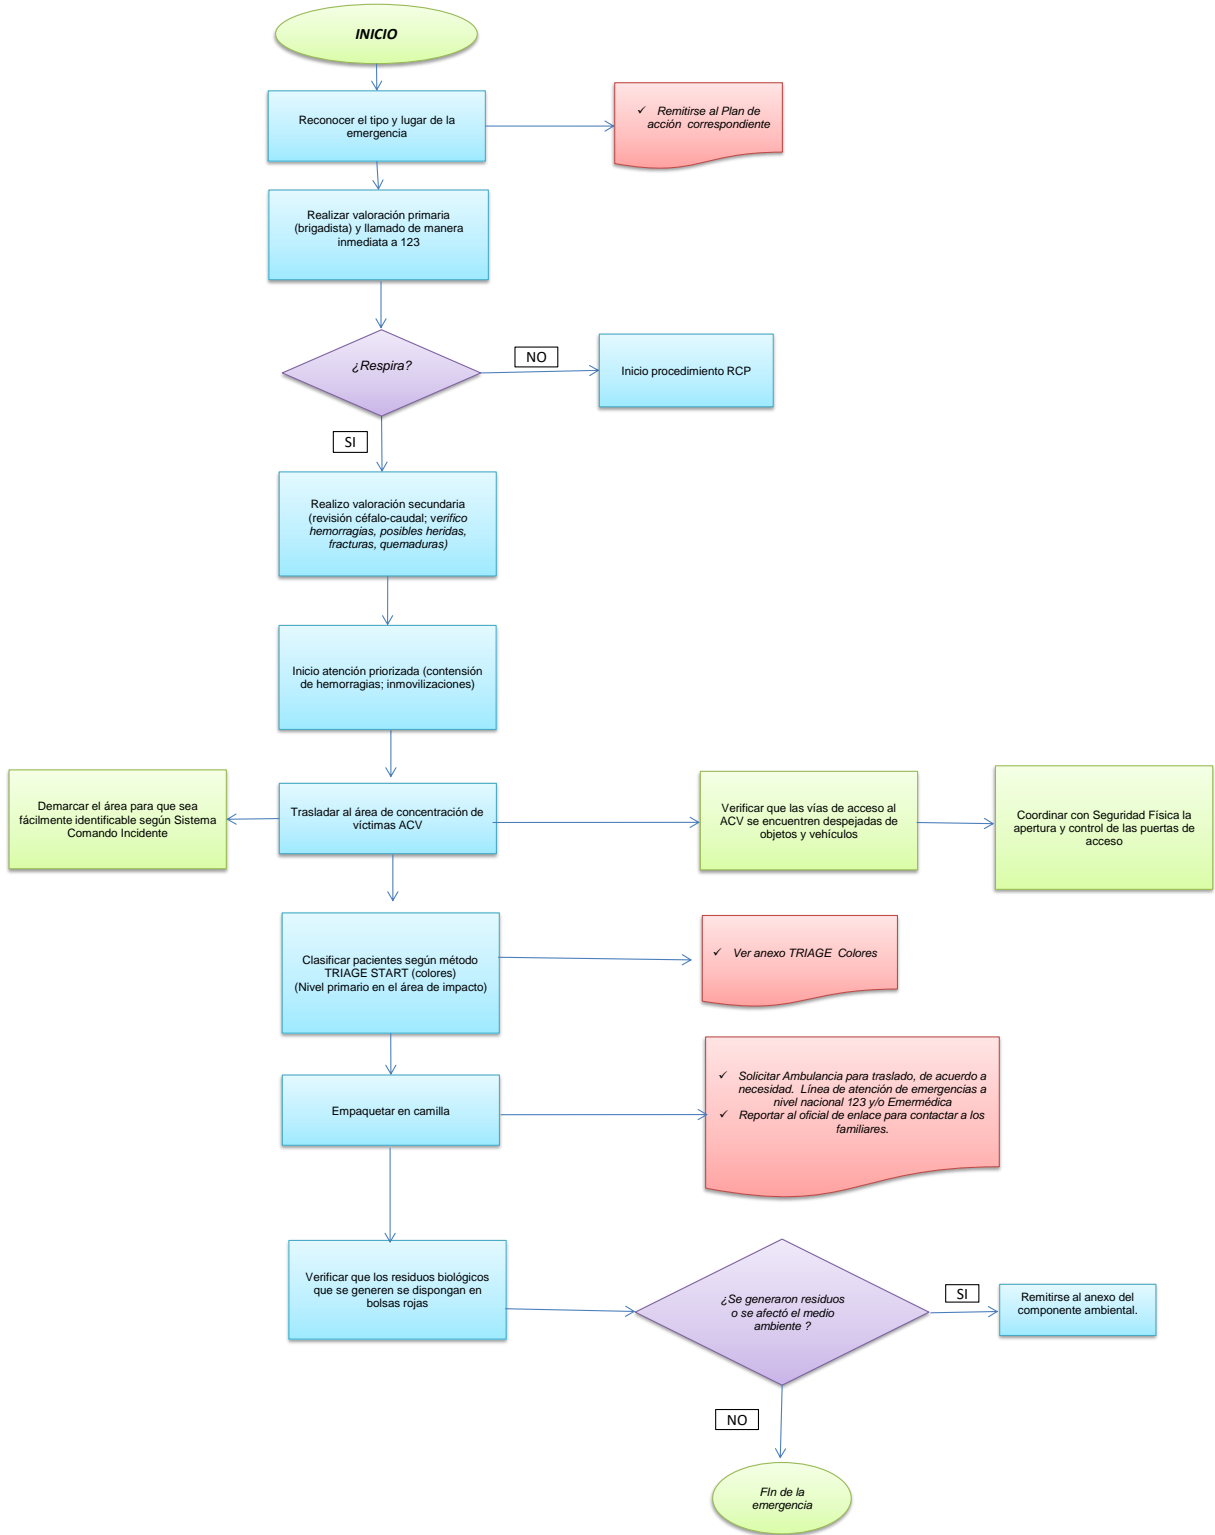 INICIO
Reconocer el tipo y lugar de la
emergencia
✓ Remitirse al Plan de
acción correspondiente
Realizar valoración primaria
(brigadista) y llamado de manera
inmediata a 123
¿Respira?
NO
Inicio procedimiento RCP
SI
Realizo valoración secundaria
(revisión céfalo-caudal; verifico
hemorragias, posibles heridas,
fracturas, quemaduras)
Inicio atención priorizada (contensión
de hemorragias; inmovilizaciones)
Demarcar el área para que sea
fácilmente identificable según Sistema
Comando Incidente
Trasladar al área de concentración de
víctimas ACV
Verificar que las vías de acceso al
ACV se encuentren despejadas de
objetos y vehículos
Coordinar con Seguridad Física la
apertura y control de las puertas de
acceso
Clasificar pacientes según método
TRIAGE START (colores)
(Nivel primario en el área de impacto)
✓ Ver anexo TRIAGE Colores
Empaquetar en camilla
✓ Solicitar Ambulancia para traslado, de acuerdo a
necesidad. Línea de atención de emergencias a
nivel nacional 123 y/o Emermédica
✓ Reportar al oficial de enlace para contactar a los
familiares.
Verificar que los residuos biológicos
que se generen se dispongan en
bolsas rojas
¿Se generaron residuos
o se afectó el medio
ambiente ?
SI
Remitirse al anexo del
componente ambiental.
NO
FIn de la
emergencia